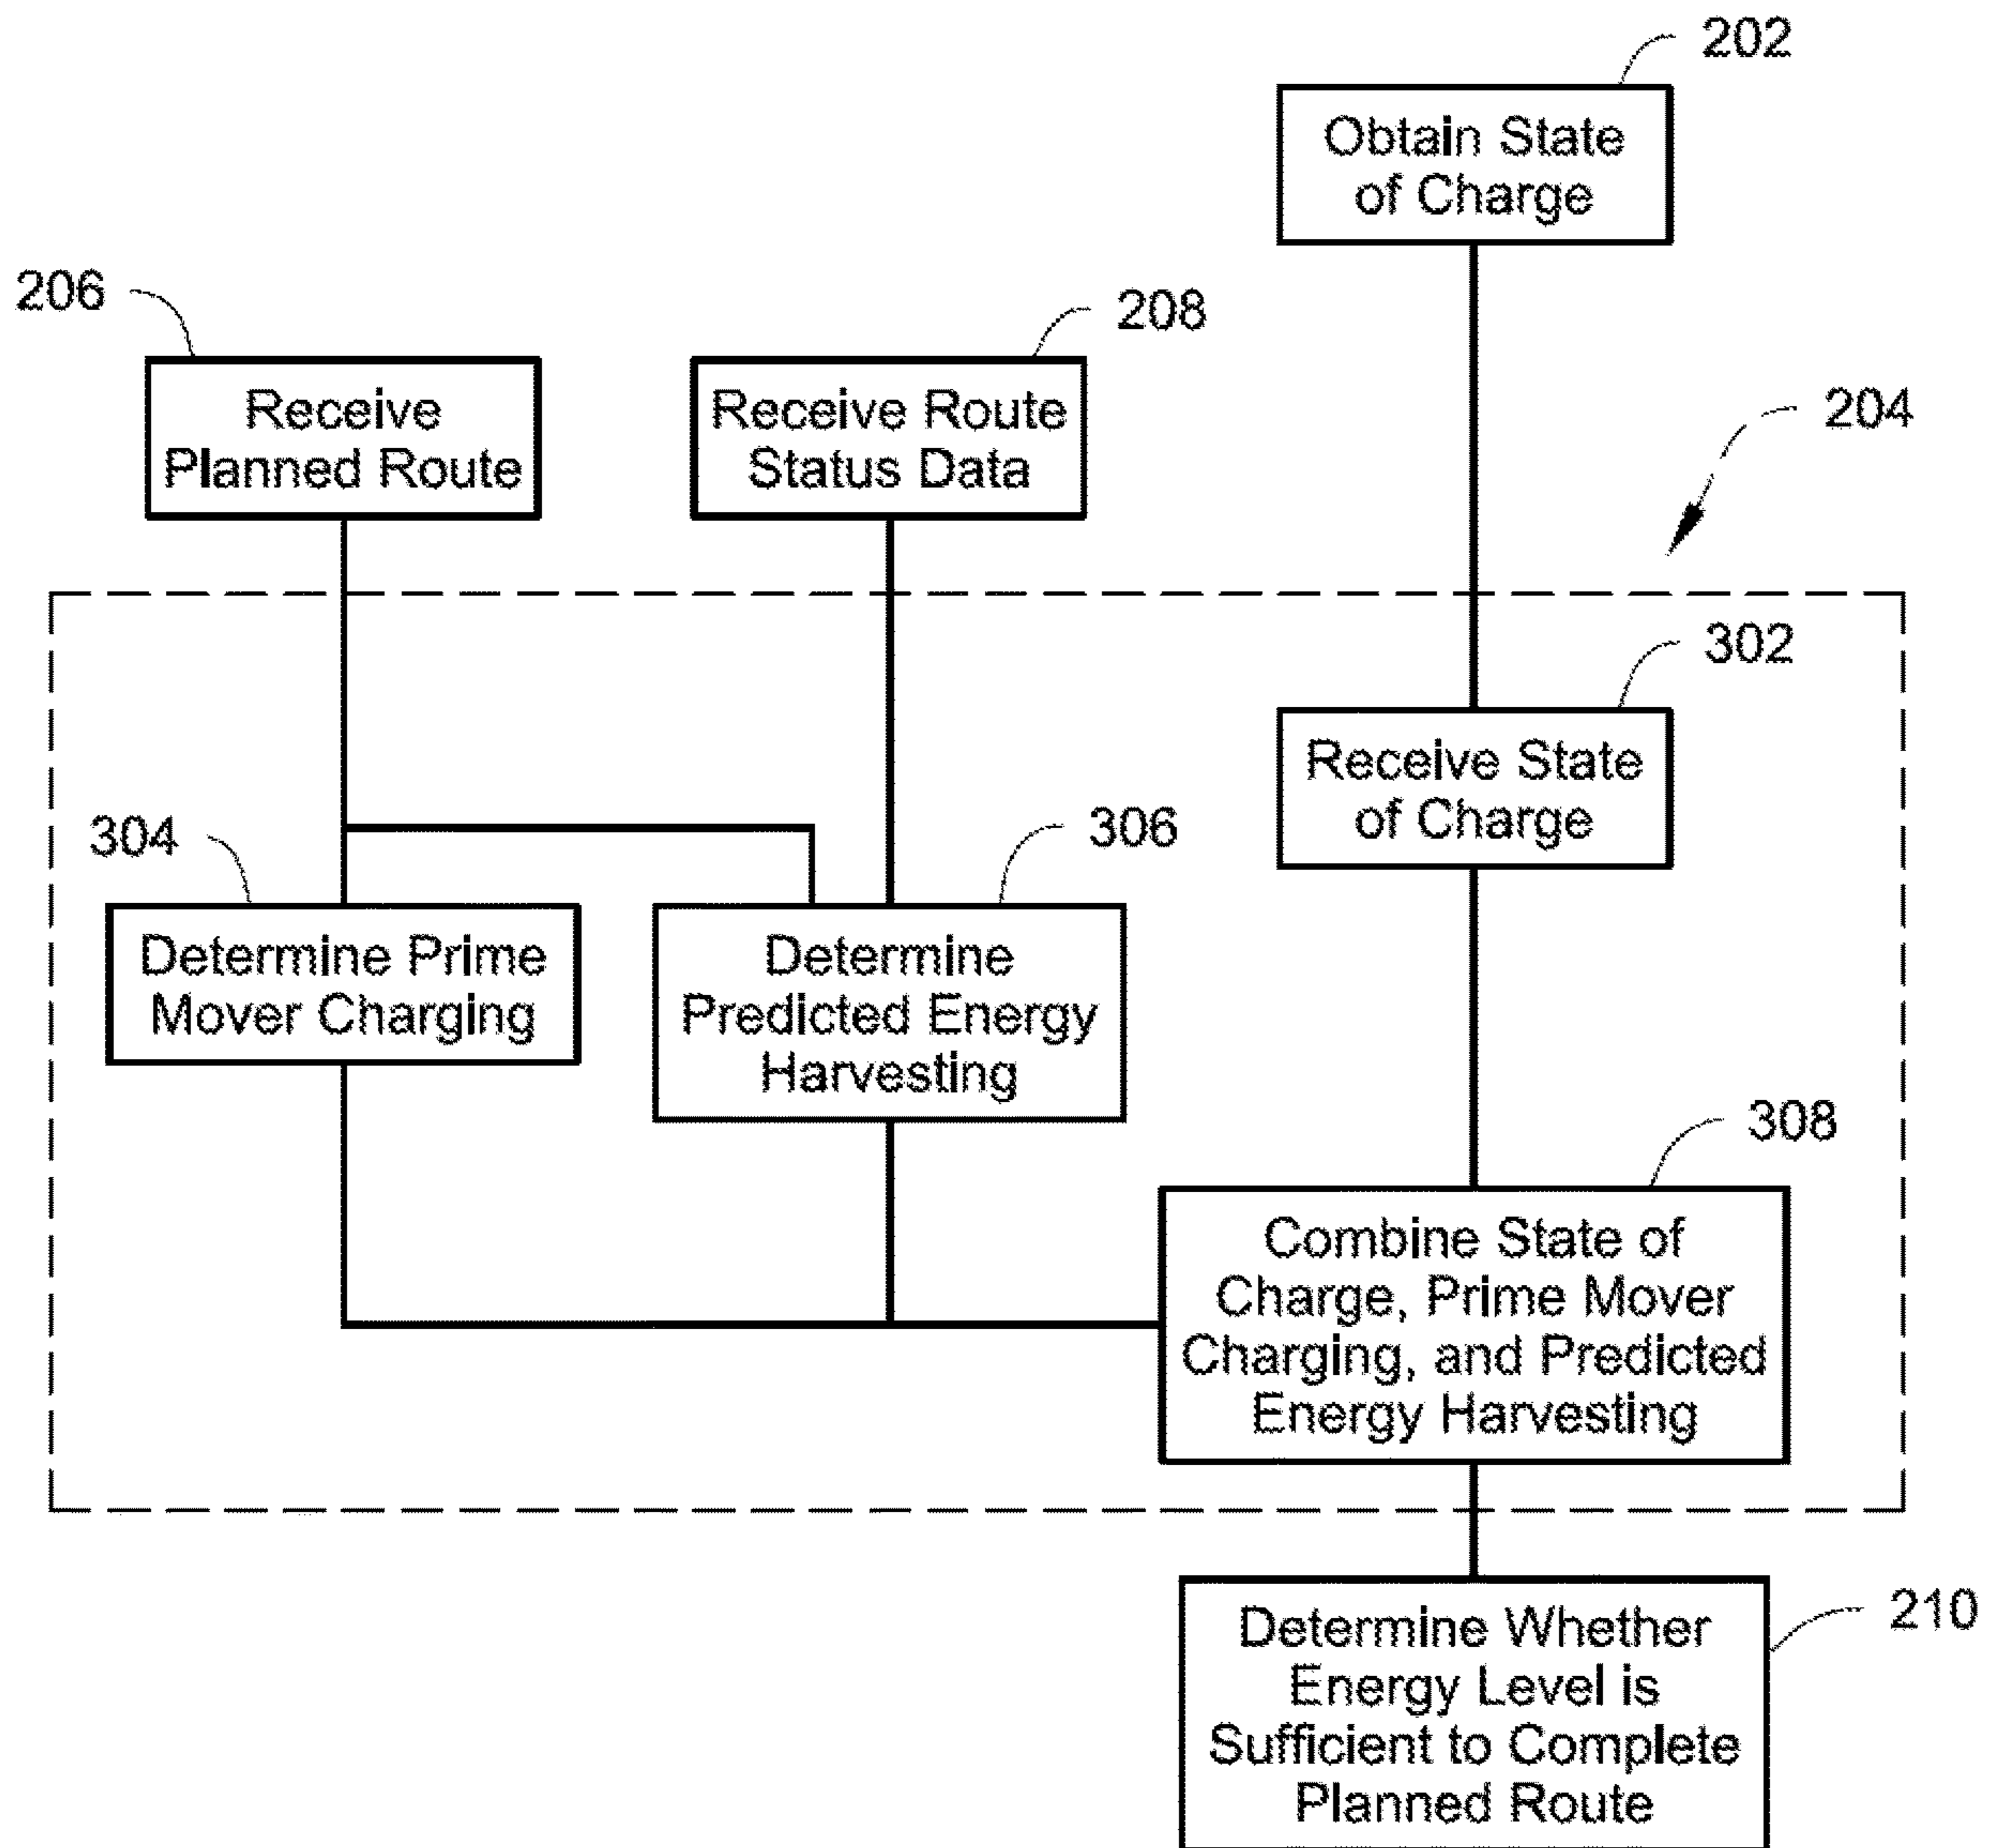 202
Obtain State
of Charge
206
208
Receive
Planned Route
Receive Route
Status Data
204
302
Receive State
of Charge
304
306
Determine Prime
Mover Charging
Determine
Predicted Energy
Harvesting
308
Combine State of
Charge, Prime Mover
Charging, and Predicted
Energy Harvesting
210
Determine Whether
Energy Level is
Sufficient to Complete
Planned Route